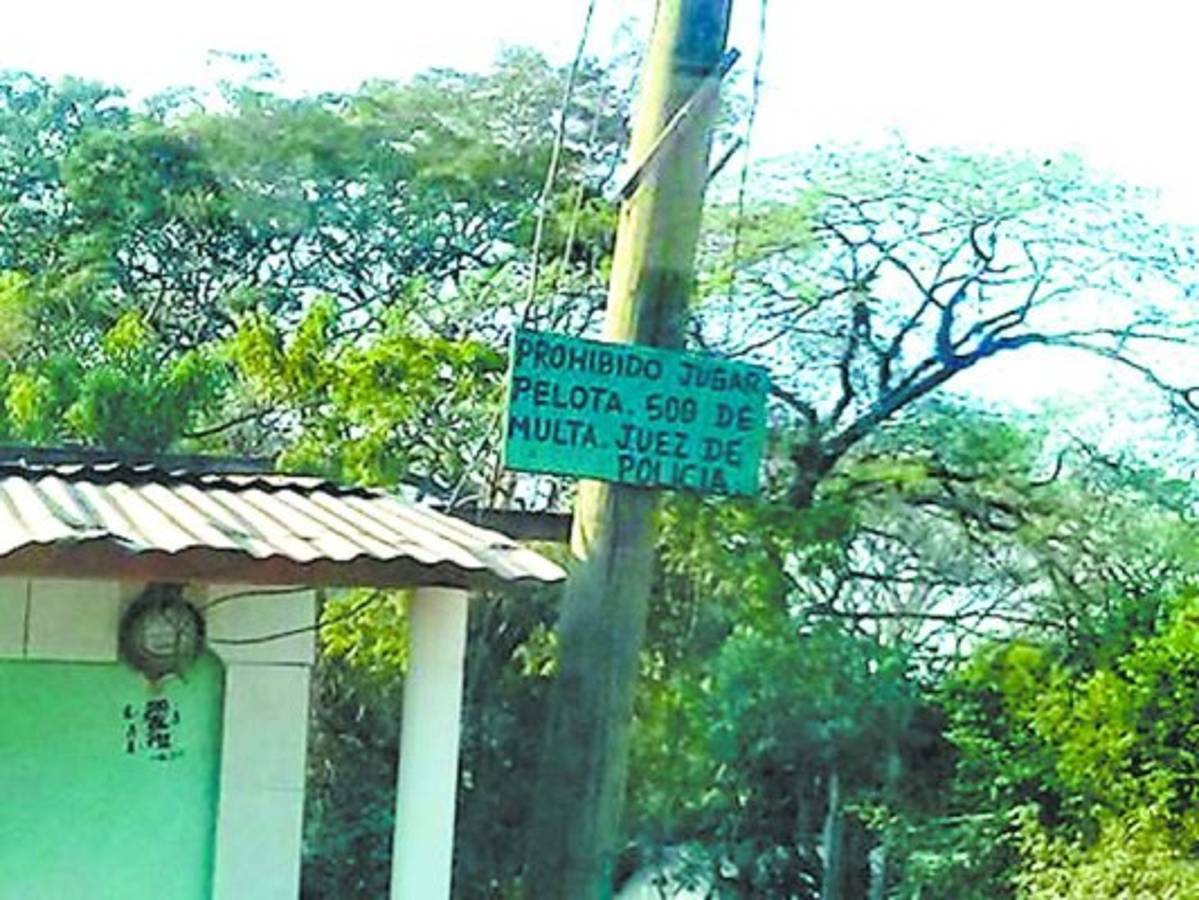 PROHIBIDO JUGAR
PELOTA. 500 DE
MULTA. JUEZ DE
POLICIA.